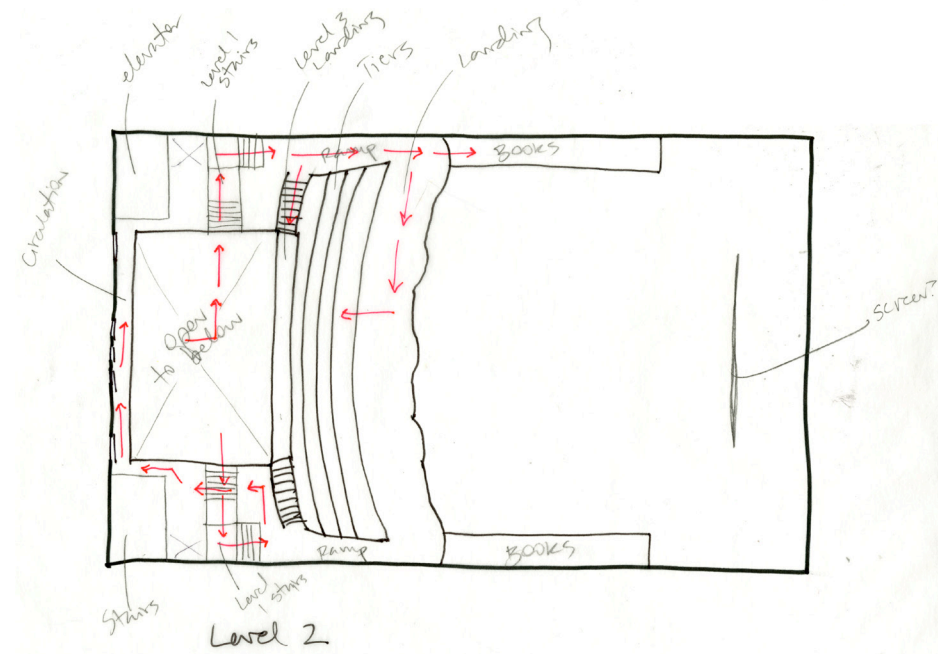 elevator
Level 1
Stairs
Level 3
Landing
Tiers
Landing
Ramp
BOOKS
Circulation
Open
to below
screen?
Ramp
BOOKS
Stairs
Level
1 stairs
Level 2